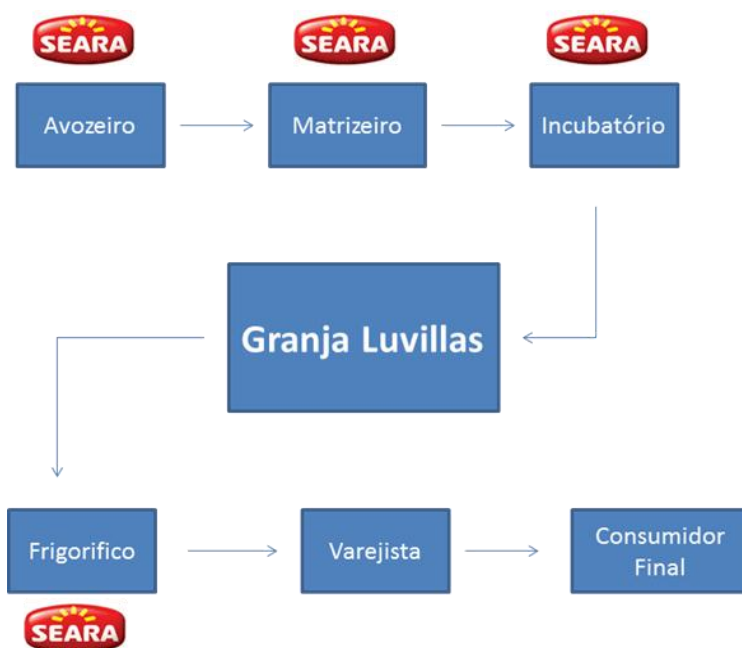 SEARA
SEARA
SEARA
Avozeiro
Matrizeiro
Incubatório
Granja Luvillas
Frigorifico
Varejista
Consumidor
Final
SEARA